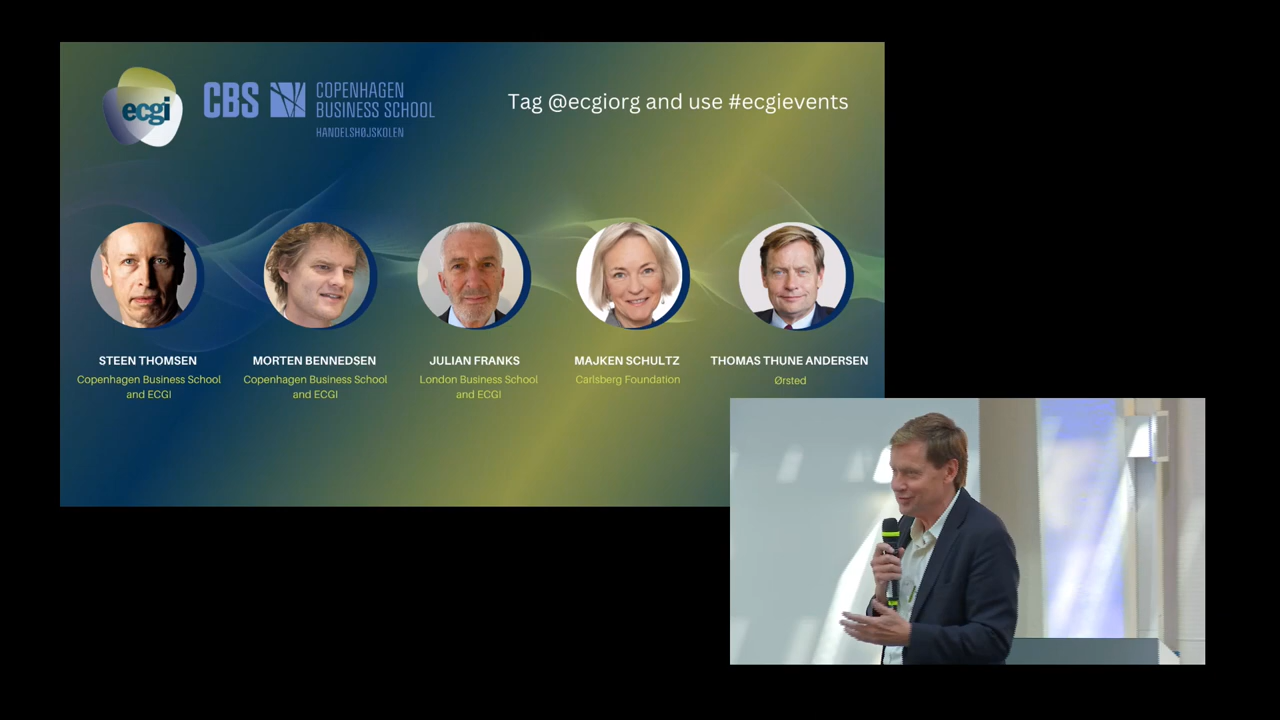 ecgi
CBS
COPENHAGEN
BUSINESS SCHOOL
HANDELSHØJSKOLEN
Tag @ecgiorg and use #ecgievents
STEEN THOMSEN
Copenhagen Business School
and ECGI
MORTEN BENNEDSEN
Copenhagen Business School
and ECGI
JULIAN FRANKS
London Business School
and ECGI
MAJKEN SCHULTZ
Carlsberg Foundation
THOMAS THUNE ANDERSEN
Ørsted